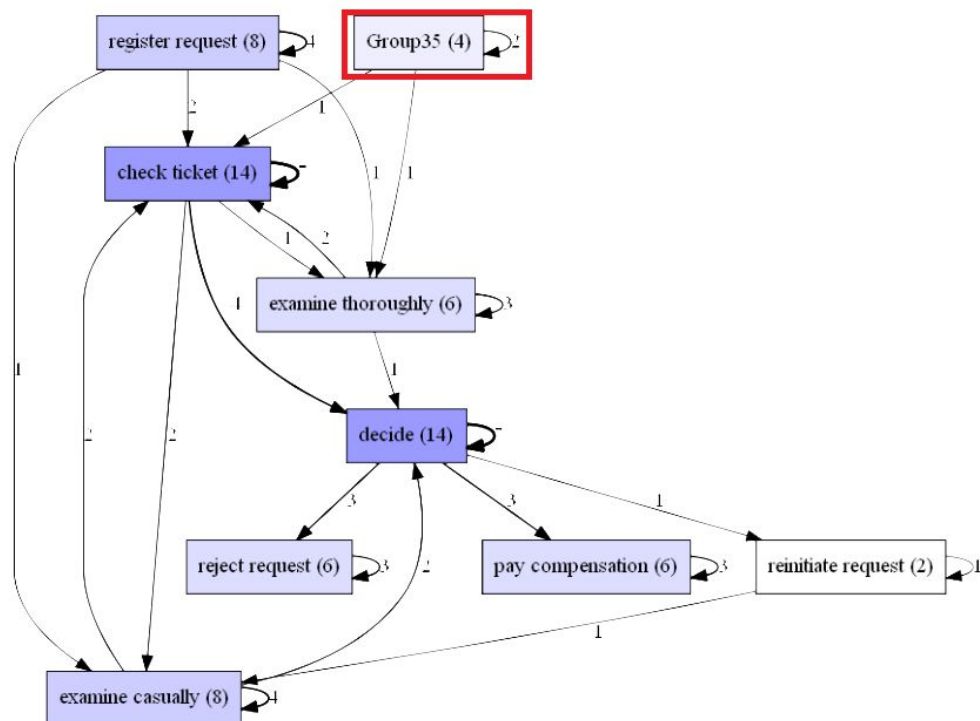 register request (8)
4
Group35 (4)
2
2
1
check ticket (14)
1
1
1
2
examine thoroughly (6)
3
4
1
1
decide (14)
2
2
3
3
1
reject request (6)
3
pay compensation (6)
3
reinitiate request (2)
1
2
1
examine casually (8)
4